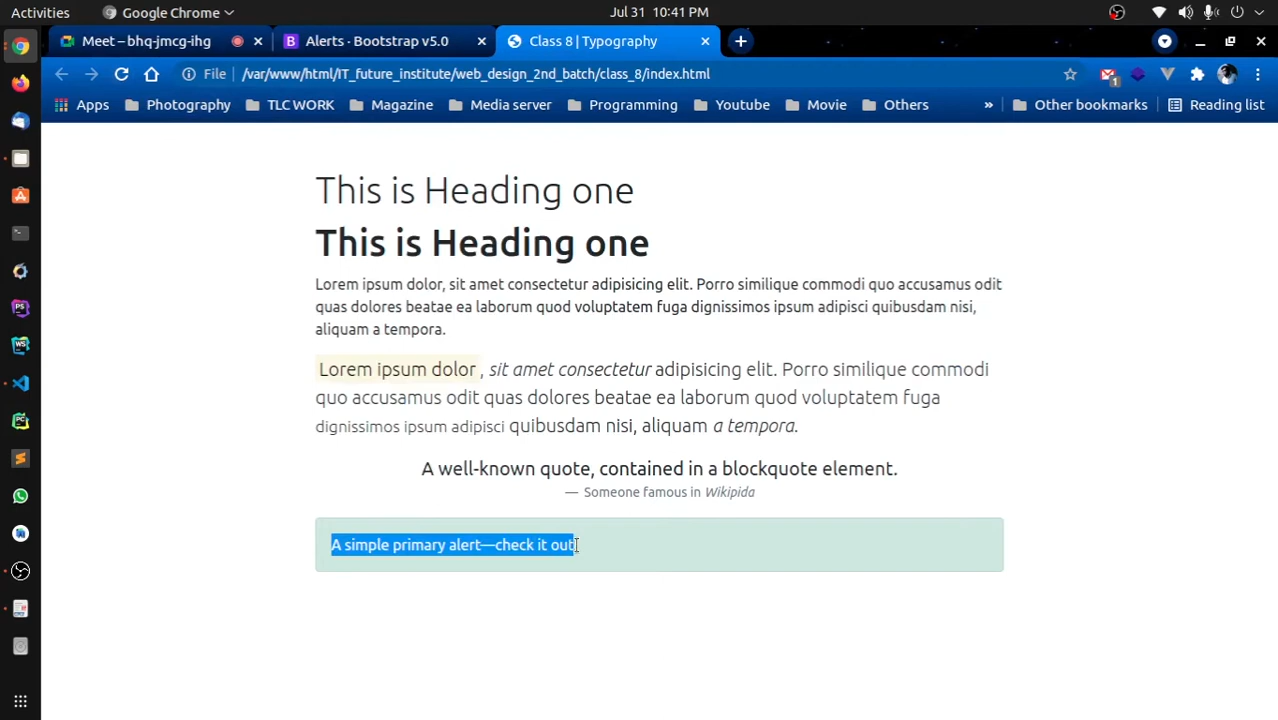 Activities
Google Chrome
Jul 31 10:41 PM
Meet – bhq-jmcg-ihg
B
Alerts · Bootstrap v5.0
Class 8 | Typography
File
/var/www/html/IT_future_institute/web_design_2nd_batch/class_8/index.html
1
Apps
Photography
TLC WORK
Magazine
Media server
Programming
Youtube
Movie
Others
»
Other bookmarks
Reading list
This is Heading one
This is Heading one
Lorem ipsum dolor, sit amet consectetur adipisicing elit. Porro similique commodi quo accusamus odit
quas dolores beatae ea laborum quod voluptatem fuga dignissimos ipsum adipisci quibusdam nisi,
aliquam a tempora.
Lorem ipsum dolor , sit amet consectetur adipisicing elit. Porro similique commodi
quo accusamus odit quas dolores beatae ea laborum quod voluptatem fuga
dignissimos ipsum adipisci quibusdam nisi, aliquam a tempora.
A well-known quote, contained in a blockquote element.
— Someone famous in Wikipida
A simple primary alert—check it out
PS
WS
PC